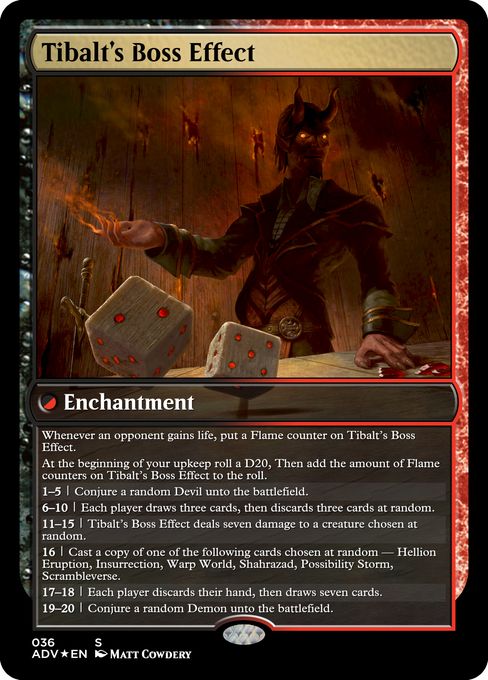 Tibalt's Boss Effect
Enchantment
Whenever an opponent gains life, put a Flame counter on Tibalt's Boss
Effect.
At the beginning of your upkeep roll a D20, Then add the amount of Flame
counters on Tibalt's Boss Effect to the roll.
1–5 | Conjure a random Devil unto the battlefield.
6–10 | Each player draws three cards, then discards three cards at random.
11–15 | Tibalt's Boss Effect deals seven damage to a creature chosen at
random.
16 | Cast a copy of one of the following cards chosen at random — Hellion
Eruption, Insurrection, Warp World, Shahrazad, Possibility Storm,
Scrambleverse.
17–18 | Each player discards their hand, then draws seven cards.
19–20 | Conjure a random Demon unto the battlefield.
036 S
ADV★EN Matt Cowdery